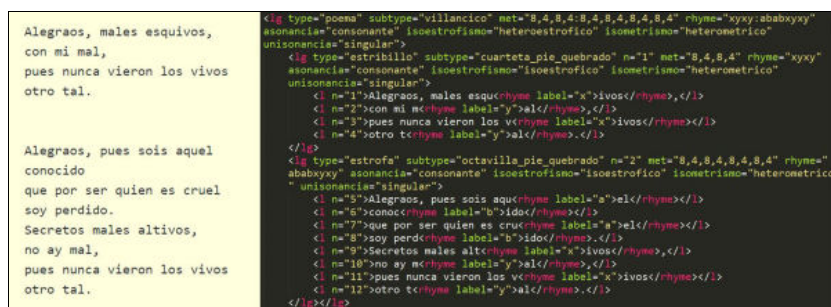 Alegraos, males esquivos,
con mi mal,
pues nunca vieron los vivos
otro tal.
Alegraos, pues sois aquel
conocido
que por ser quien es cruel
soy perdido.
Secretos males altivos,
no ay mal,
pues nunca vieron los vivos
otro tal.
<lg type="poema" subtype="villancico" met="8,4,8,4:8,4,8,4,8,4,8,4" rhyme="xyxy:ababxyxy"
asonancia="consonante" isoestrofismo="heteroestrofico" isometrismo="heterometrico"
unisonancia="singular">
<lg type="estribillo" subtype="cuarteta_pie_quebrado" n="1" met="8,4,8,4" rhyme="xyxy"
asonancia="consonante" isoestrofismo="isoestrofico" isometrismo="heterometrico"
unisonancia="singular">
<l n="1">Alegraos, males esqu<rhyme label="x">ivos</rhyme>,</l>
<l n="2">con mi m<rhyme label="y">al</rhyme>,</l>
<l n="3">pues nunca vieron los v<rhyme label="x">ivos</rhyme></l>
<l n="4">otro t<rhyme label="y">al</rhyme>.</l>
</lg>
<lg type="estrofa" subtype="octavilla_pie_quebrado" n="2" met="8,4,8,4,8,4,8,4" rhyme="
ababxyxy" asonancia="consonante" isoestrofismo="isoestrofico" isometrismo="heterometrico
" unisonancia="singular">
<l n="5">Alegraos, pues sois aqu<rhyme label="a">el</rhyme></l>
<l n="6">conoc<rhyme label="b">ido</rhyme></l>
<l n="7">que por ser quien es cru<rhyme label="a">el</rhyme></l>
<l n="8">soy perd<rhyme label="b">ido</rhyme>.</l>
<l n="9">Secretos males alt<rhyme label="x">ivos</rhyme>,</l>
<l n="10">no ay m<rhyme label="y">al</rhyme>,</l>
<l n="11">pues nunca vieron los v<rhyme label="x">ivos</rhyme></l>
<l n="12">otro t<rhyme label="y">al</rhyme>.</l>
</lg></lg>